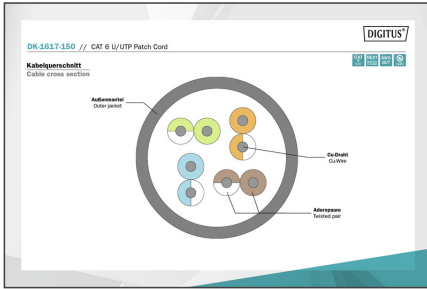 DIGITUS®
DK-1617-150 // CAT 6 U/UTP Patch Cord
Kabelquerschnitt
Cable cross section
Außenmantel
Outer jacket
Cu-Draht
Cu-Wire
Aderspaare
Twisted pair